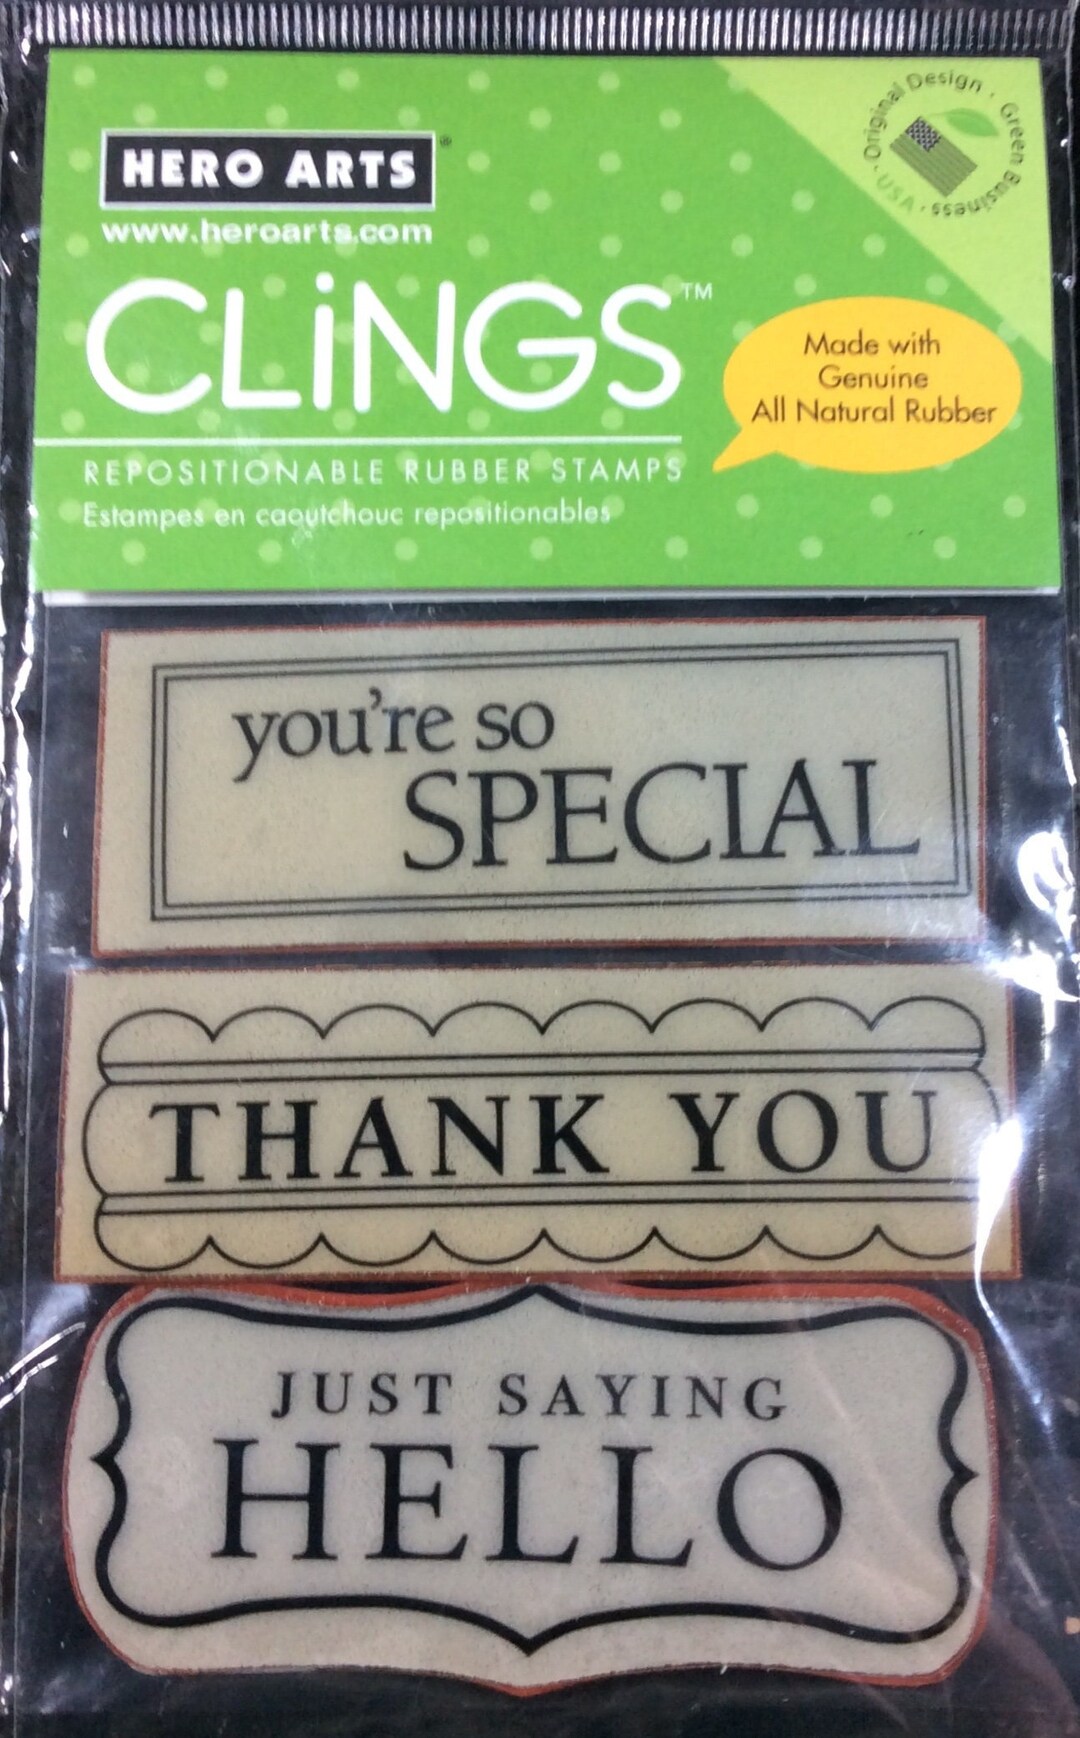 HERO ARTS®
www.heroarts.com
Original Design · Green Business · USA ·
CLiNGS™
Made with
Genuine
All Natural Rubber
REPOSITIONABLE RUBBER STAMPS
Estampes en caoutchouc repositionables
you're so
SPECIAL
THANK YOU
JUST SAYING
HELLO